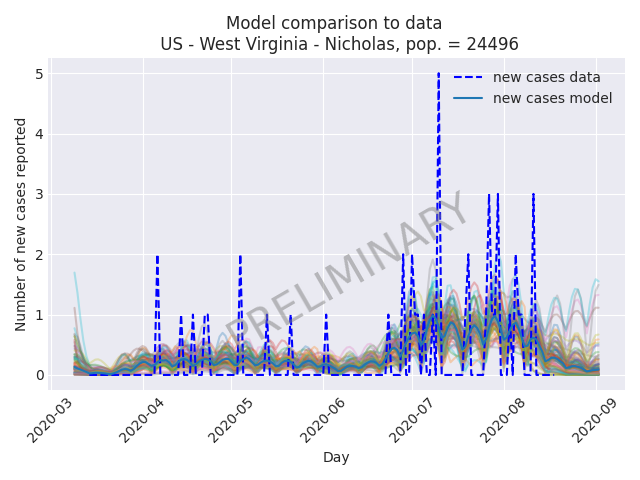 Model comparison to data
US - West Virginia - Nicholas, pop. = 24496
new cases data
new cases model
PRELIMINARY
Number of new cases reported
5
4
3
2
1
0
2020-03
2020-04
2020-05
2020-06
2020-07
2020-08
2020-09
Day